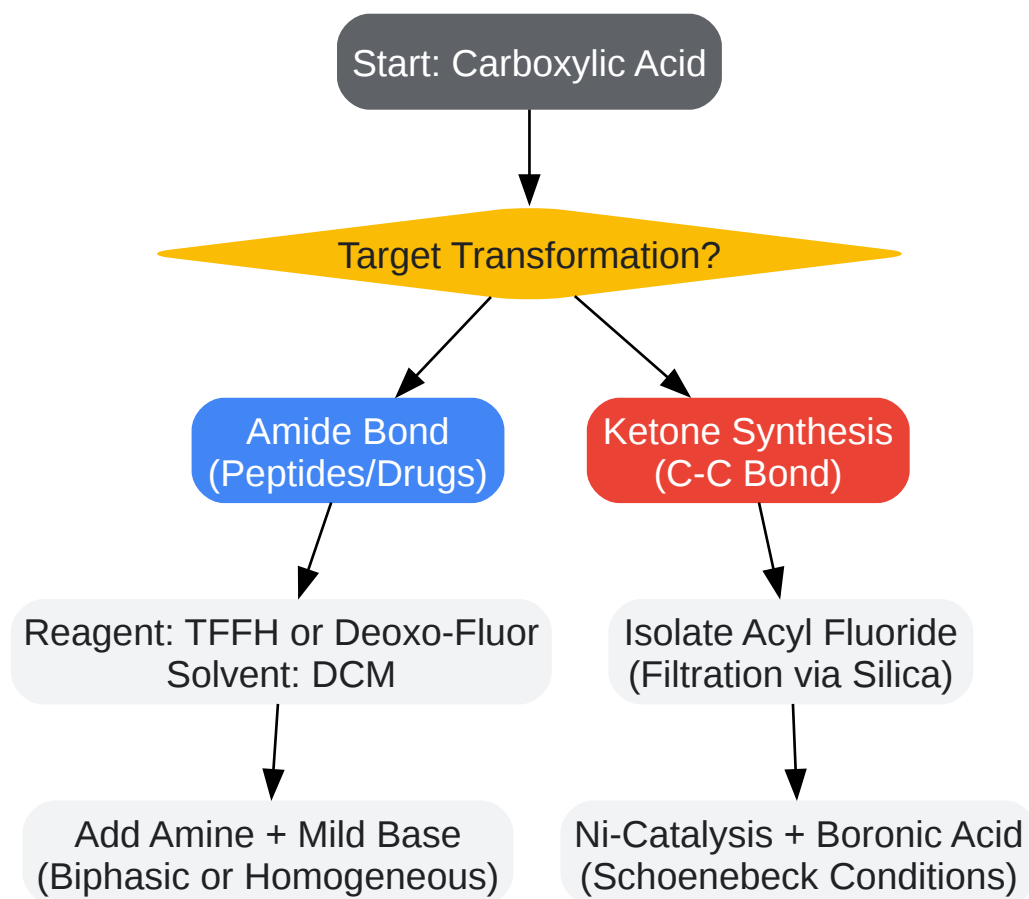 Start: Carboxylic Acid
Target Transformation?
Amide Bond
(Peptides/Drugs)
Ketone Synthesis
(C-C Bond)
Reagent: TFFH or Deoxo-Fluor
Solvent: DCM
Isolate Acyl Fluoride
(Filtration via Silica)
Add Amine + Mild Base
(Biphasic or Homogeneous)
Ni-Catalysis + Boronic Acid
(Schoenebeck Conditions)